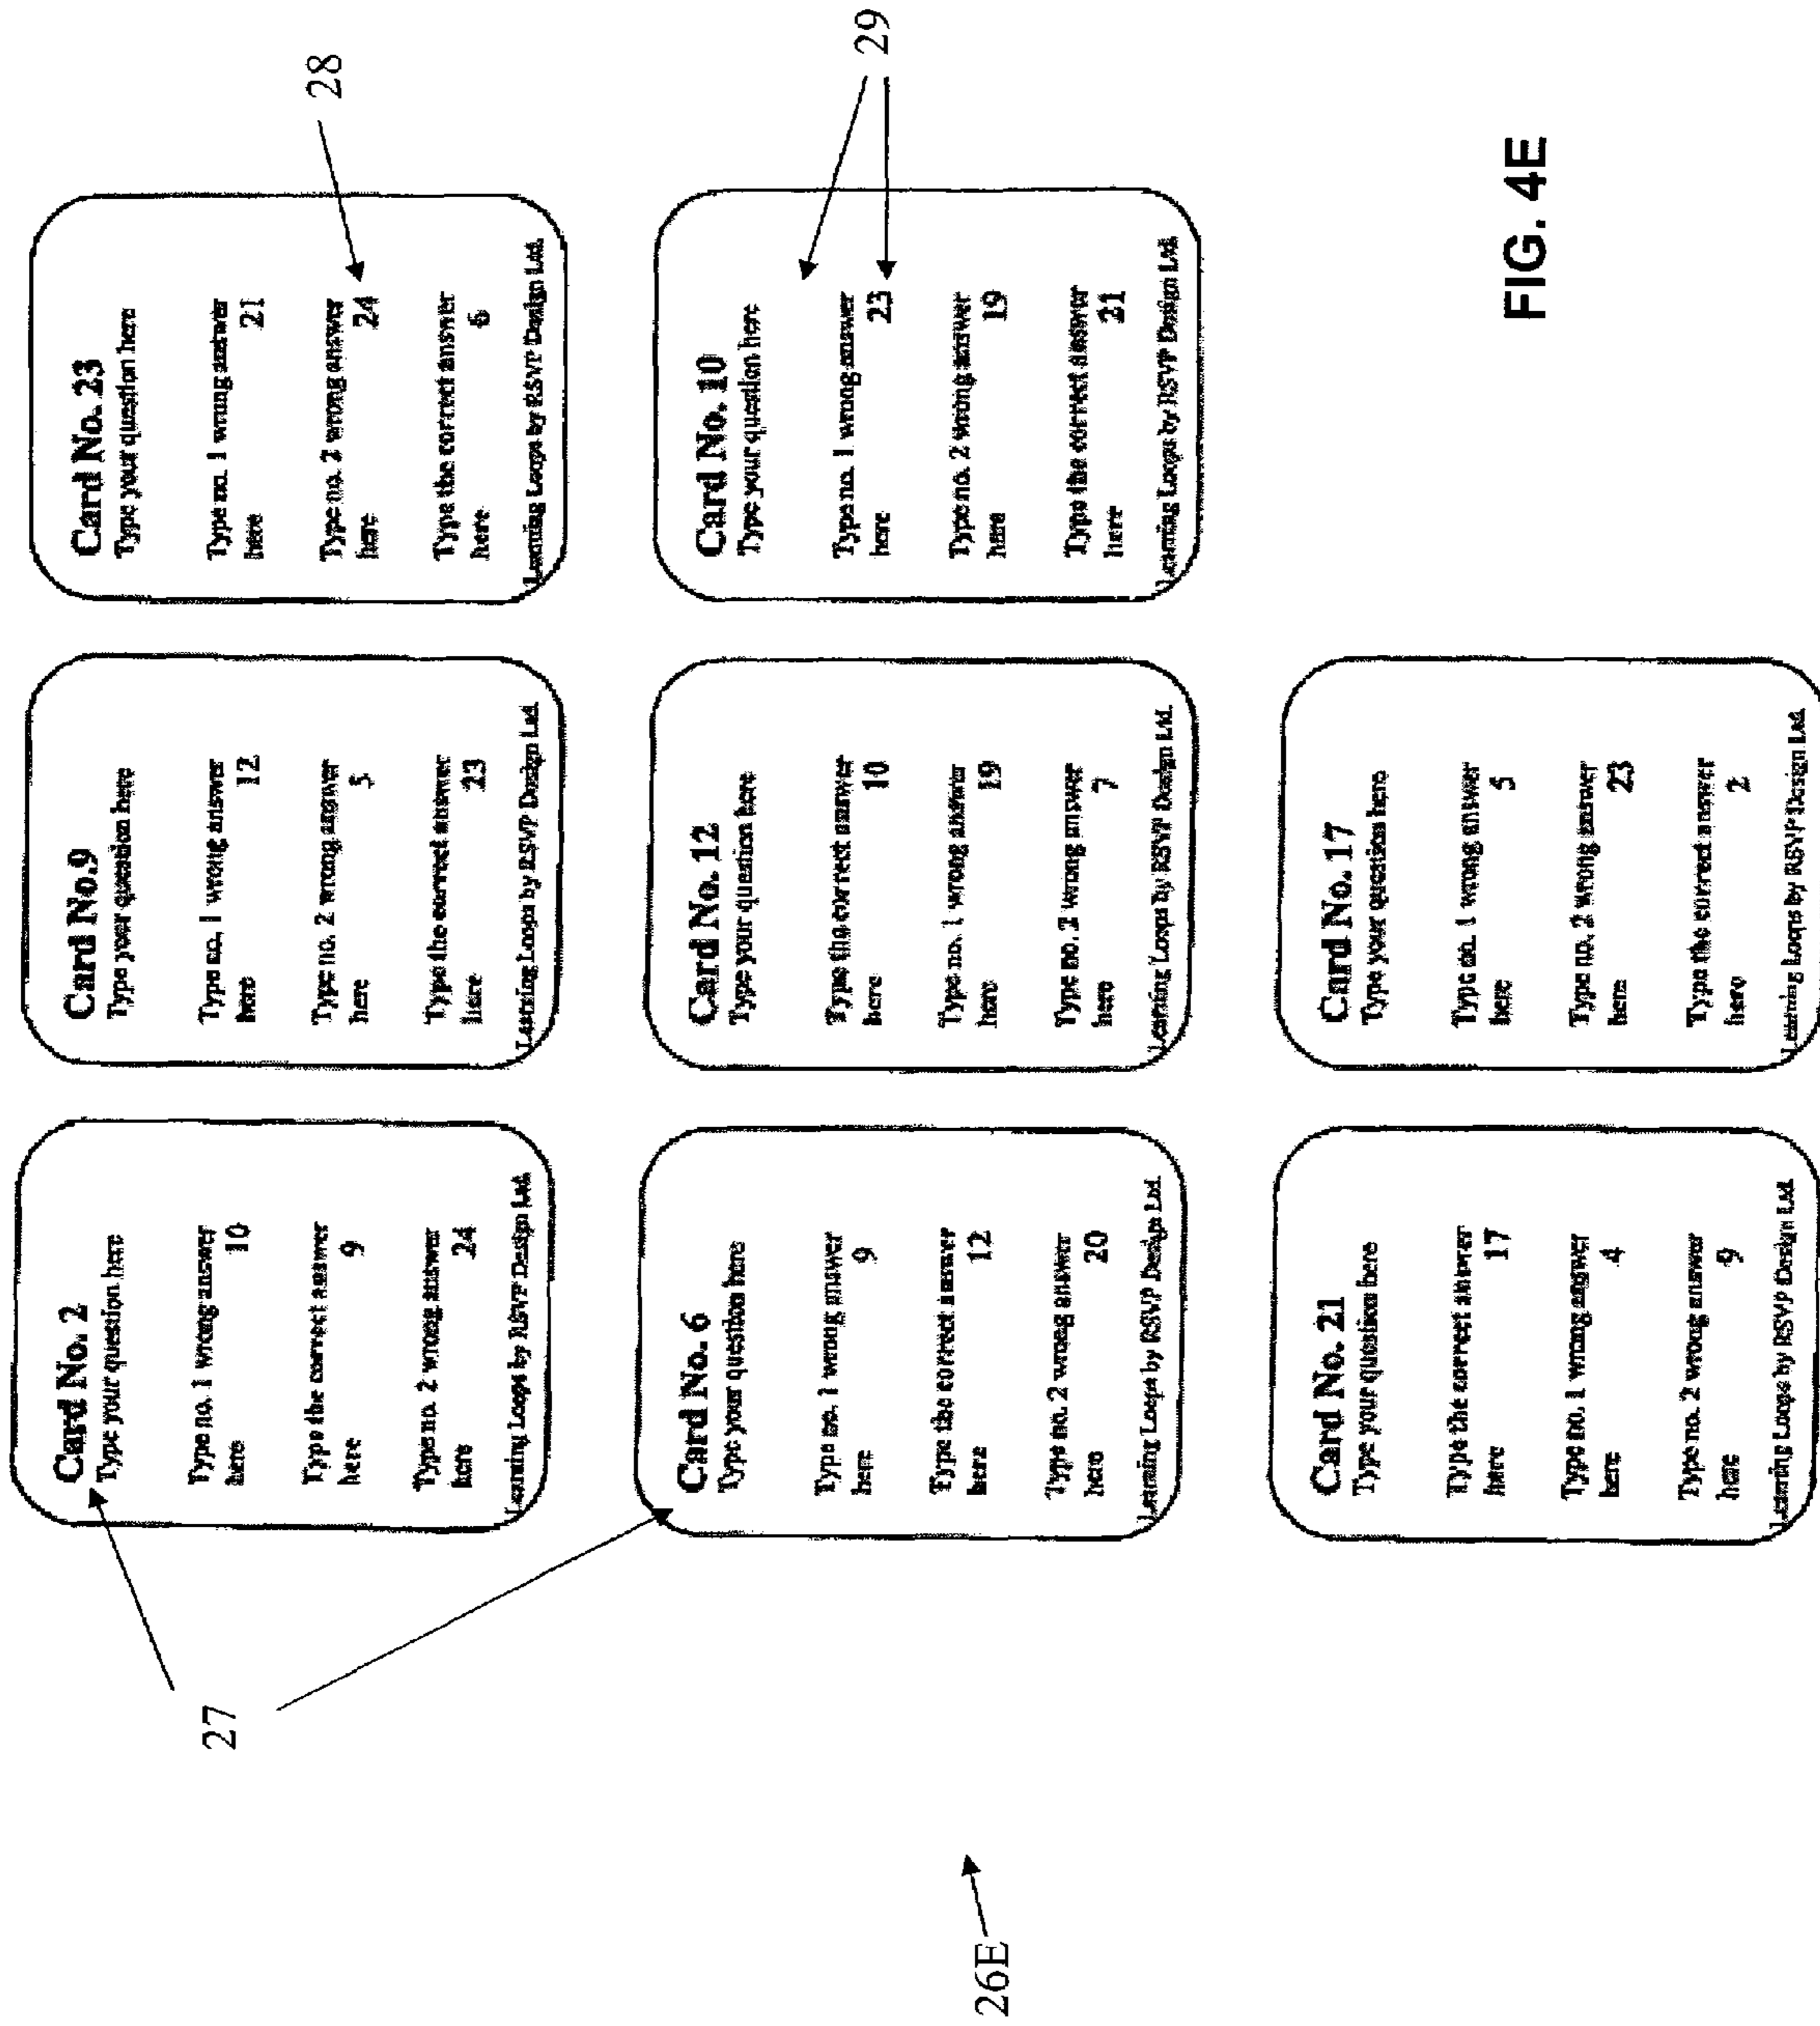 Card No. 2
Type your question here
Type no. 1 wrong answer
here 10
Type the correct answer
here 9
Type no. 2 wrong answer
here 24
Learning Loops by RSVP Design Ltd.
Card No.9
Type your question here
Type no. 1 wrong answer
here 12
Type no. 2 wrong answer
here 5
Type the correct answer
here 23
Learning Loops by RSVP Design Ltd.
Card No. 23
Type your question here
Type no. 1 wrong answer
here 21
Type no. 2 wrong answer
here 24
Type the correct answer
here 6
Learning Loops by RSVP Design Ltd.
27
28
Card No. 6
Type your question here
Type no. 1 wrong answer
here 9
Type the correct answer
here 12
Type no. 2 wrong answer
here 20
Learning Loops by RSVP Design Ltd.
Card No. 12
Type your question here
Type the correct answer
here 10
Type no. 1 wrong answer
here 19
Type no. 2 wrong answer
here 7
Learning Loops by RSVP Design Ltd.
Card No. 10
Type your question here
Type no. 1 wrong answer
here 23
Type no. 2 wrong answer
here 19
Type the correct answer
here 21
Learning Loops by RSVP Design Ltd.
29
26E
Card No. 21
Type your question here
Type the correct answer
here 17
Type no. 1 wrong answer
here 4
Type no. 2 wrong answer
here 9
Learning Loops by RSVP Design Ltd.
Card No. 17
Type your question here
Type no. 1 wrong answer
here 5
Type no. 2 wrong answer
here 23
Type the correct answer
here 2
Learning Loops by RSVP Design Ltd.
FIG. 4E